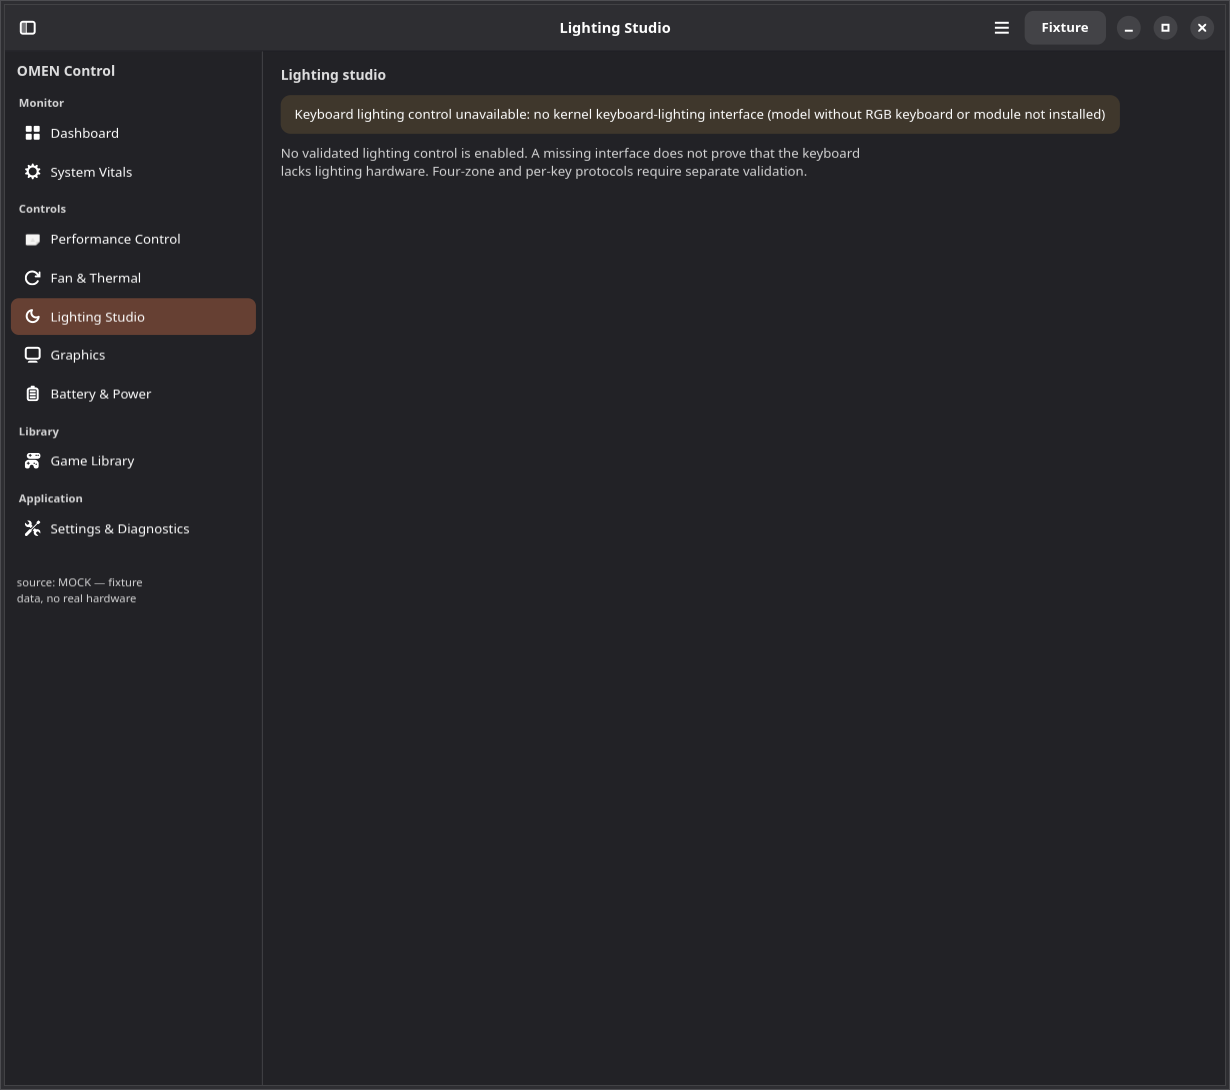 Lighting Studio
Fixture
OMEN Control
Monitor
Dashboard
System Vitals
Controls
Performance Control
Fan & Thermal
Lighting Studio
Graphics
Battery & Power
Library
Game Library
Application
Settings & Diagnostics
source: MOCK — fixture
data, no real hardware
Lighting studio
Keyboard lighting control unavailable: no kernel keyboard-lighting interface (model without RGB keyboard or module not installed)
No validated lighting control is enabled. A missing interface does not prove that the keyboard
lacks lighting hardware. Four-zone and per-key protocols require separate validation.